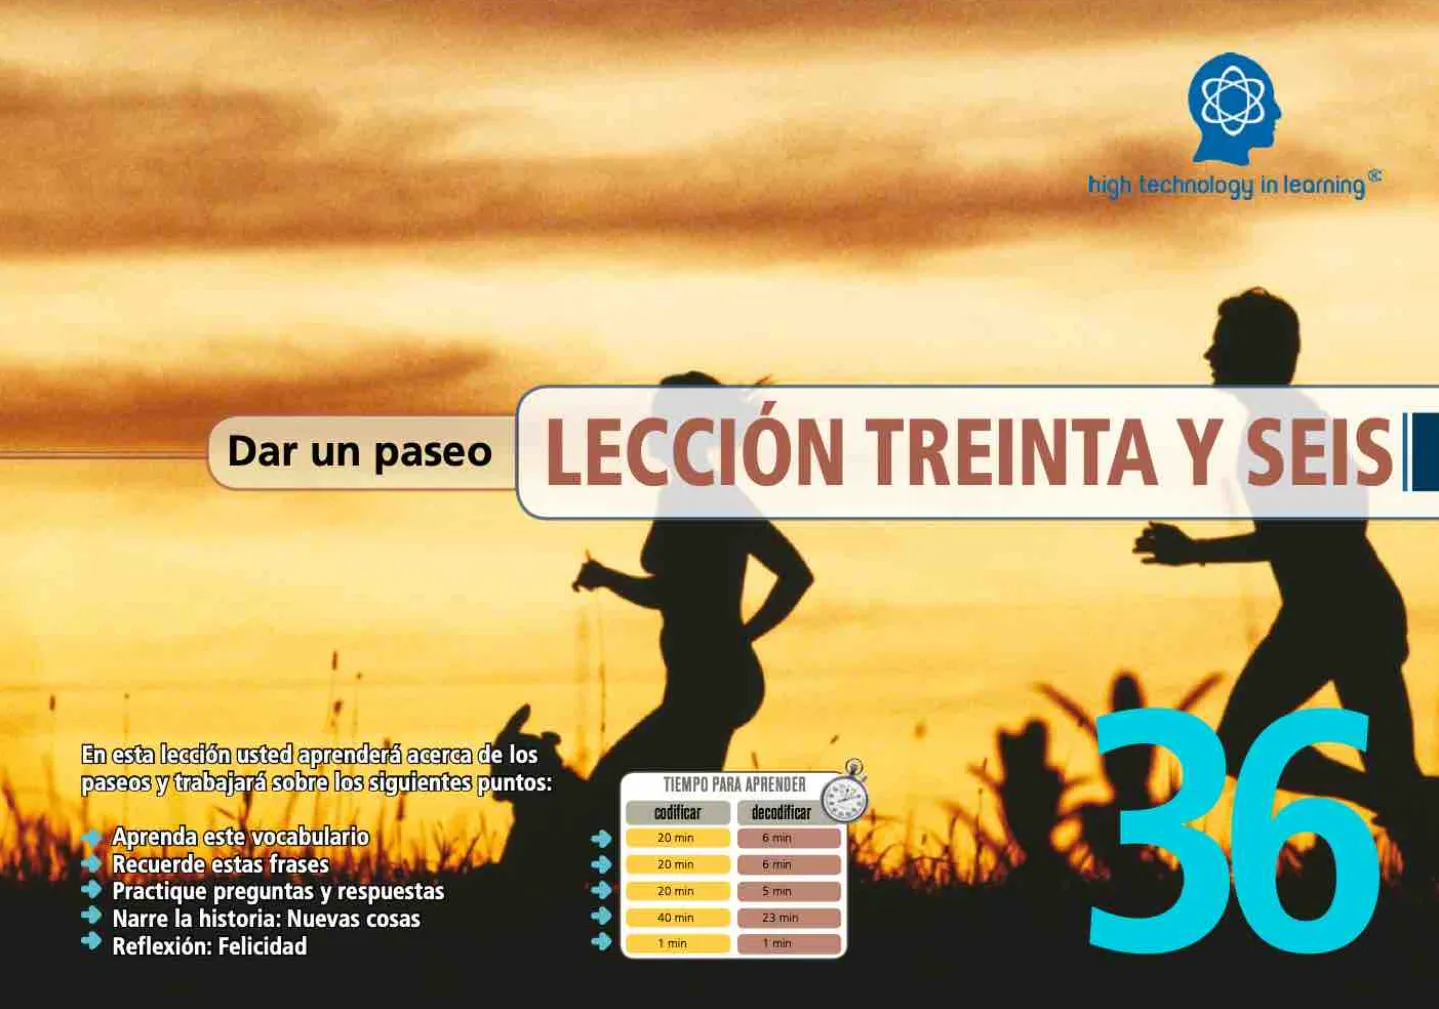 high technology in learning®
Dar un paseo
LECCIÓN TREINTA Y SEIS
En esta lección usted aprenderá acerca de los
paseos y trabajará sobre los siguientes puntos:
Aprenda este vocabulario
Recuerde estas frases
Practique preguntas y respuestas
Narre la historia: Nuevas cosas
Reflexión: Felicidad
TIEMPO PARA APRENDER
codificar decodificar
20 min 6 min
20 min 6 min
20 min 5 min
40 min 23 min
1 min 1 min
36